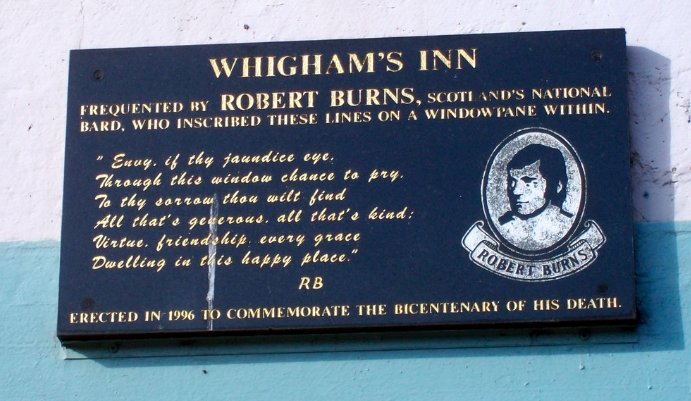 WHIGHAM'S INN
FREQUENTED BY ROBERT BURNS, SCOTLAND'S NATIONAL
BARD, WHO INSCRIBED THESE LINES ON A WINDOWPANE WITHIN.
" Envy, if thy jaundice eye,
Through this window chance to pry,
To thy sorrow thou wilt find
All that's generous, all that's kind;
Virtue, friendship, every grace
Dwelling in this happy place."
RB
ROBERT BURNS
ERECTED IN 1996 TO COMMEMORATE THE BICENTENARY OF HIS DEATH.